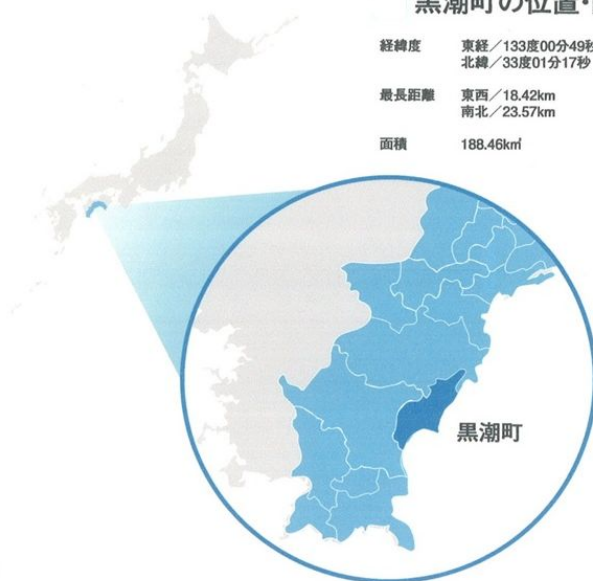 黒潮町の位置・
経緯度 東経／133度00分49秒
北緯／33度01分17秒
最長距離 東西／18.42km
南北／23.57km
面積 188.46㎢
黒潮町